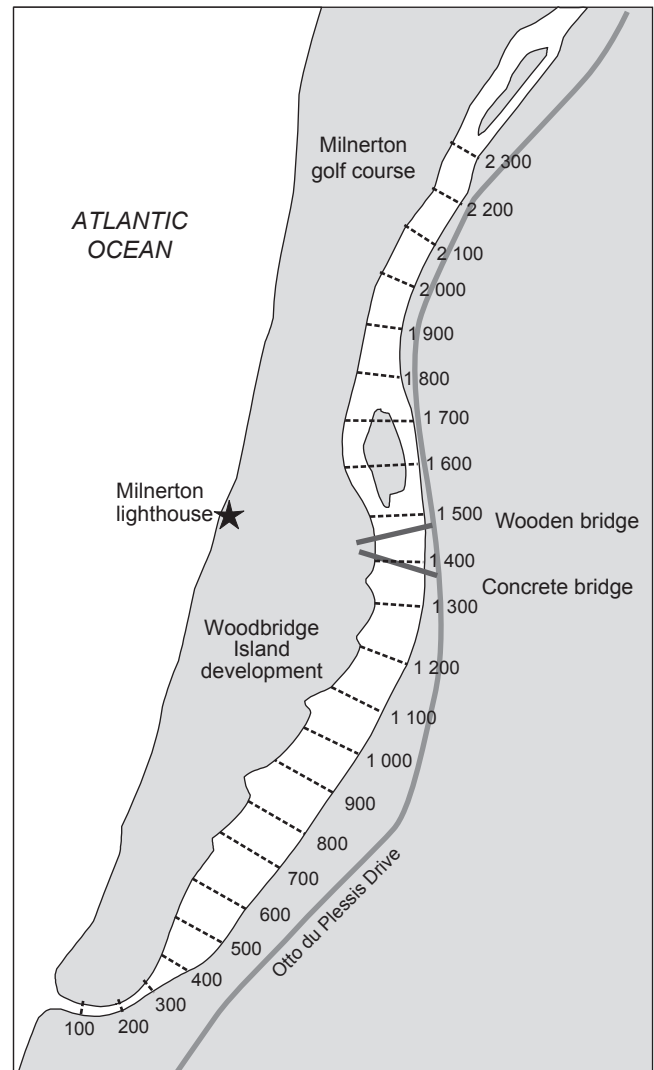 Milnerton
golf course
2 300
2 200
ATLANTIC
OCEAN
2 100
2 000
1 900
1 800
1 700
1 600
Milnerton
lighthouse
1 500
Wooden bridge
1 400
Concrete bridge
1 300
Woodbridge
Island
development
1 200
1 100
1 000
900
800
700
600
500
400
300
200
100
Otto du Plessis Drive